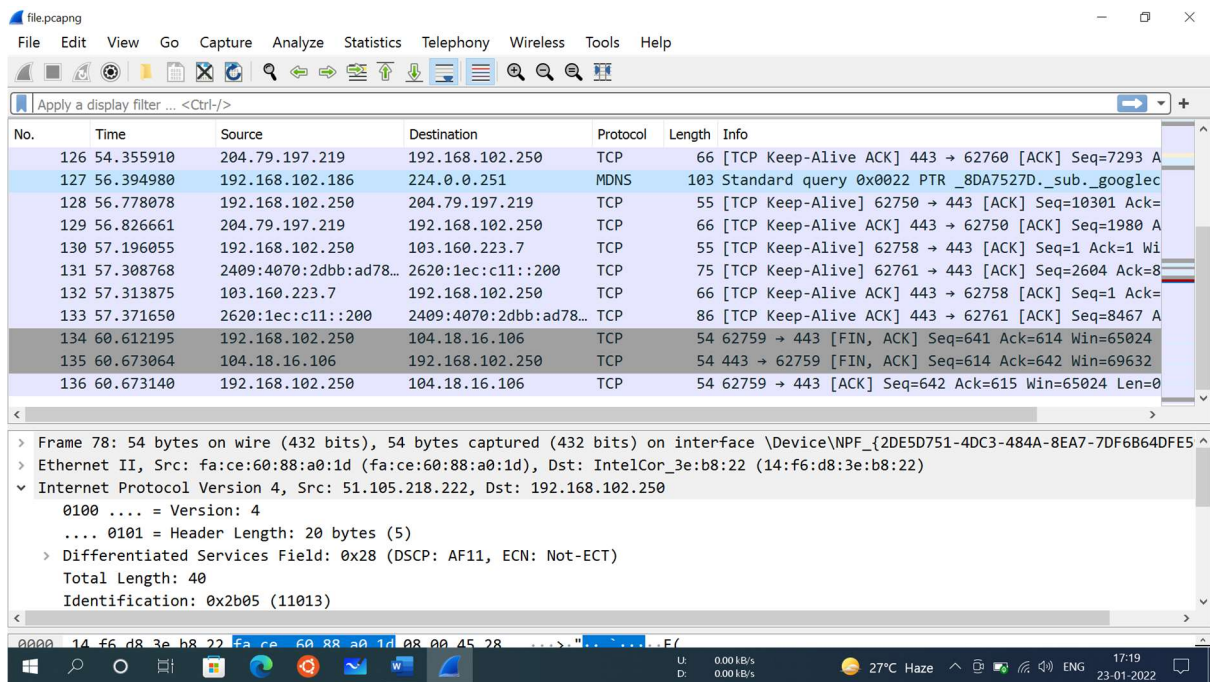 file.pcapng
File Edit View Go Capture Analyze Statistics Telephony Wireless Tools Help
Apply a display filter ... <Ctrl-/>
No. Time Source Destination Protocol Length Info
126 54.355910 204.79.197.219 192.168.102.250 TCP 66 [TCP Keep-Alive ACK] 443 → 62760 [ACK] Seq=7293 A
127 56.394980 192.168.102.186 224.0.0.251 MDNS 103 Standard query 0x0022 PTR _8DA7527D._sub._googlec
128 56.778078 192.168.102.250 204.79.197.219 TCP 55 [TCP Keep-Alive] 62750 → 443 [ACK] Seq=10301 Ack=
129 56.826661 204.79.197.219 192.168.102.250 TCP 66 [TCP Keep-Alive ACK] 443 → 62750 [ACK] Seq=1980 A
130 57.196055 192.168.102.250 103.160.223.7 TCP 55 [TCP Keep-Alive] 62758 → 443 [ACK] Seq=1 Ack=1 Wi
131 57.308768 2409:4070:2dbb:ad78… 2620:1ec:c11::200 TCP 75 [TCP Keep-Alive] 62761 → 443 [ACK] Seq=2604 Ack=8
132 57.313875 103.160.223.7 192.168.102.250 TCP 66 [TCP Keep-Alive ACK] 443 → 62758 [ACK] Seq=1 Ack=
133 57.371650 2620:1ec:c11::200 2409:4070:2dbb:ad78… TCP 86 [TCP Keep-Alive ACK] 443 → 62761 [ACK] Seq=8467 A
134 60.612195 192.168.102.250 104.18.16.106 TCP 54 62759 → 443 [FIN, ACK] Seq=641 Ack=614 Win=65024
135 60.673064 104.18.16.106 192.168.102.250 TCP 54 443 → 62759 [FIN, ACK] Seq=614 Ack=642 Win=69632
136 60.673140 192.168.102.250 104.18.16.106 TCP 54 62759 → 443 [ACK] Seq=642 Ack=615 Win=65024 Len=0
Frame 78: 54 bytes on wire (432 bits), 54 bytes captured (432 bits) on interface \Device\NPF_{2DE5D751-4DC3-484A-8EA7-7DF6B64DFE5
Ethernet II, Src: fa:ce:60:88:a0:1d (fa:ce:60:88:a0:1d), Dst: IntelCor_3e:b8:22 (14:f6:d8:3e:b8:22)
Internet Protocol Version 4, Src: 51.105.218.222, Dst: 192.168.102.250
0100 .... = Version: 4
.... 0101 = Header Length: 20 bytes (5)
Differentiated Services Field: 0x28 (DSCP: AF11, ECN: Not-ECT)
Total Length: 40
Identification: 0x2b05 (11013)
0000 14 f6 d8 3e b8 22 fa ce 60 88 a0 1d 08 00 45 28 ...>." ..`... ..E(
U: 0.00 kB/s
D: 0.00 kB/s
27°C Haze ENG 17:19
23-01-2022